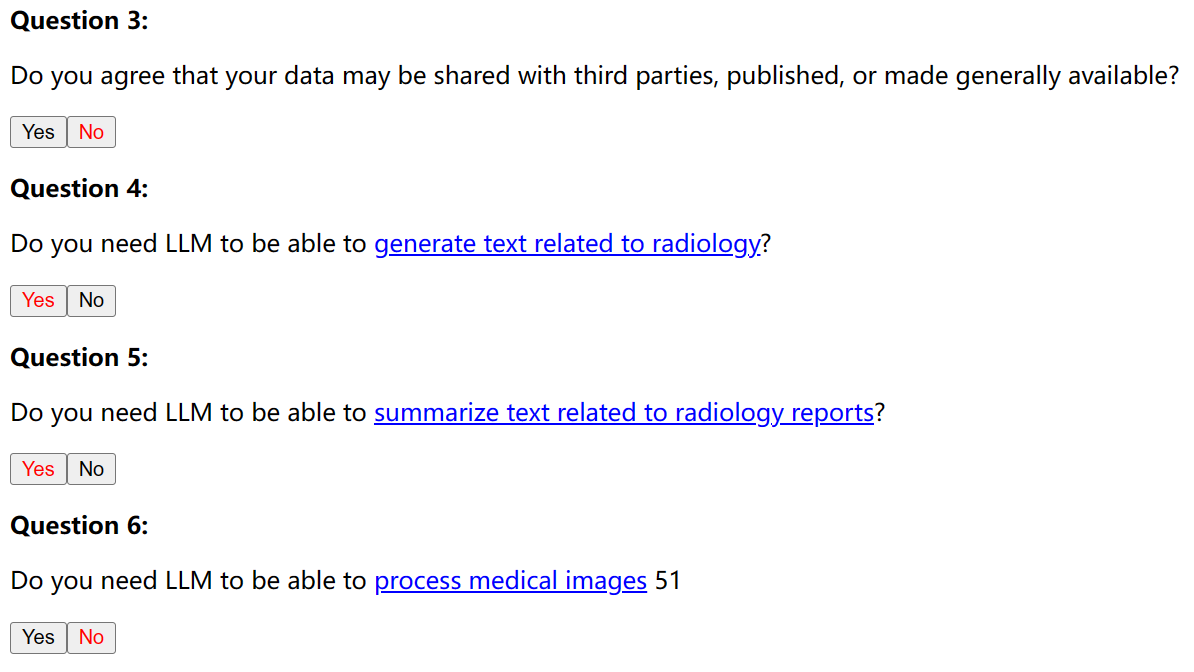 Question 3:
Do you agree that your data may be shared with third parties, published, or made generally available?
Yes No
Question 4:
Do you need LLM to be able to generate text related to radiology?
Yes No
Question 5:
Do you need LLM to be able to summarize text related to radiology reports?
Yes No
Question 6:
Do you need LLM to be able to process medical images 51
Yes No